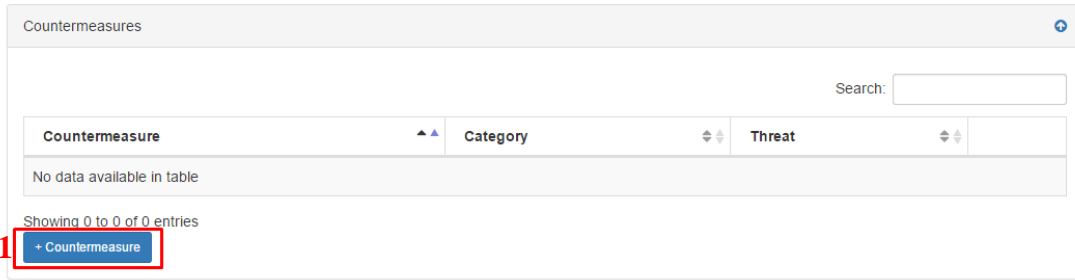 Countermeasures
Search:
Countermeasure Category Threat
No data available in table
Showing 0 to 0 of 0 entries
1
+ Countermeasure